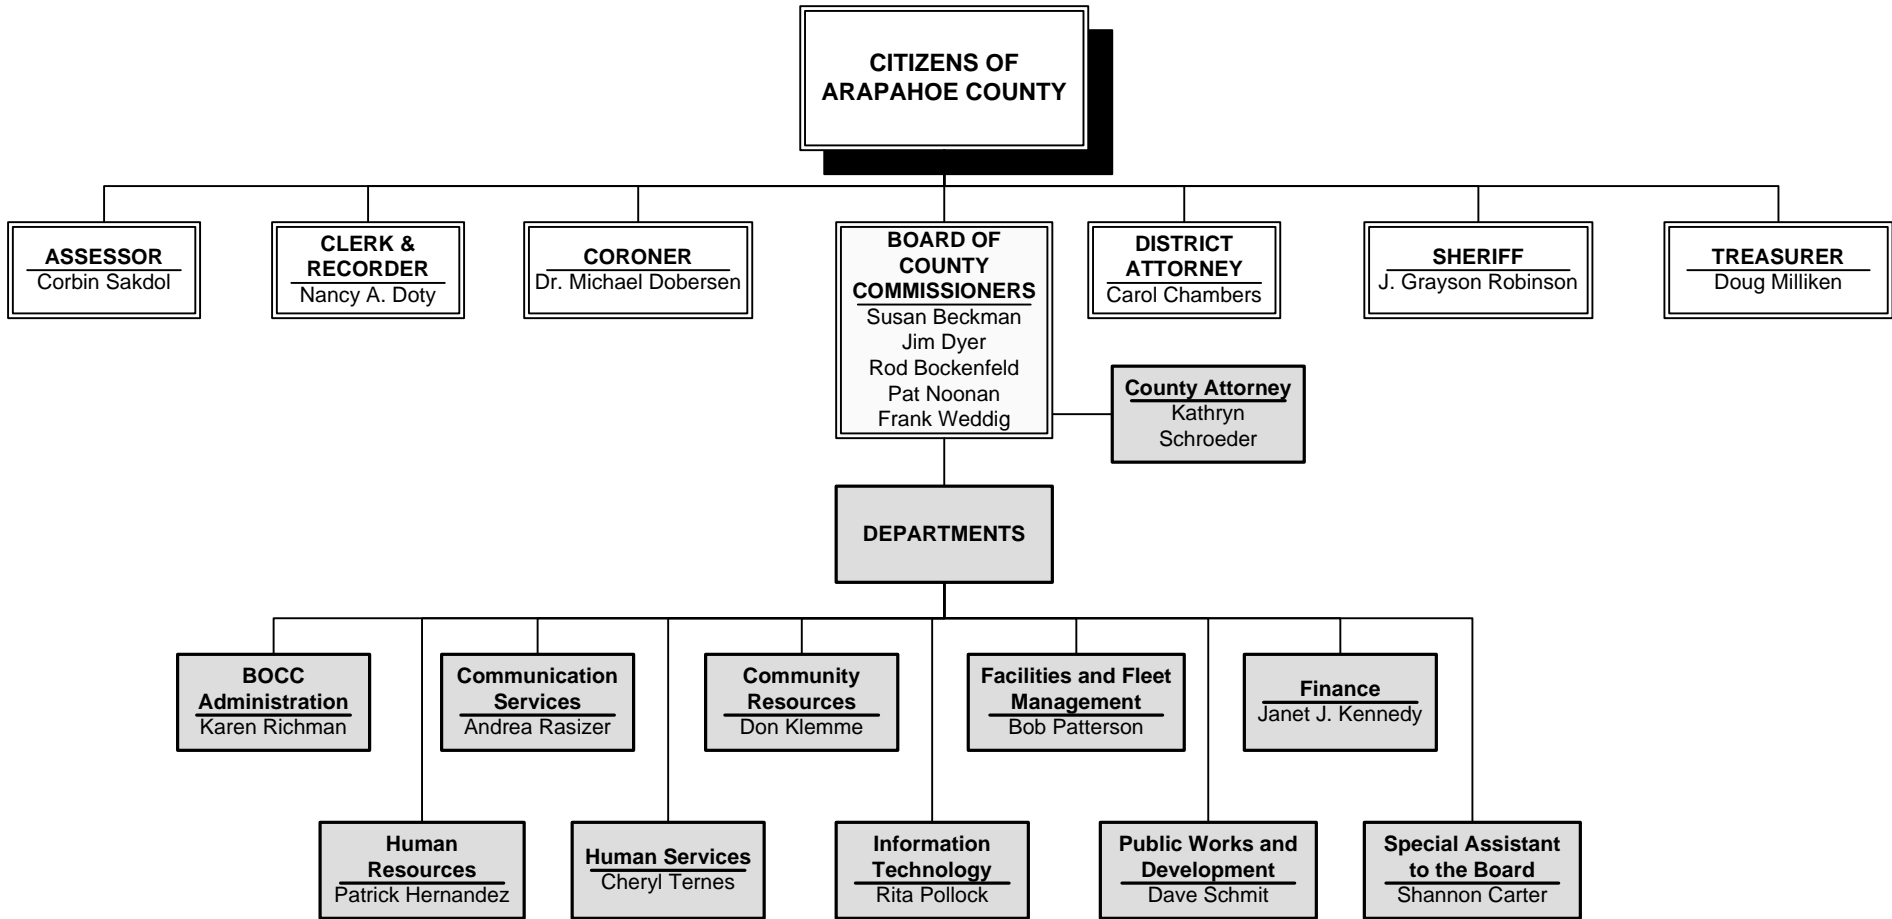 CITIZENS OF
ARAPAHOE COUNTY
ASSESSOR
Corbin Sakdol
CLERK &
RECORDER
Nancy A. Doty
CORONER
Dr. Michael Dobersen
BOARD OF
COUNTY
COMMISSIONERS
Susan Beckman
Jim Dyer
Rod Bockenfeld
Pat Noonan
Frank Weddig
DISTRICT
ATTORNEY
Carol Chambers
SHERIFF
J. Grayson Robinson
TREASURER
Doug Milliken
County Attorney
Kathryn
Schroeder
DEPARTMENTS
BOCC
Administration
Karen Richman
Communication
Services
Andrea Rasizer
Community
Resources
Don Klemme
Facilities and Fleet
Management
Bob Patterson
Finance
Janet J. Kennedy
Human
Resources
Patrick Hernandez
Human Services
Cheryl Ternes
Information
Technology
Rita Pollock
Public Works and
Development
Dave Schmit
Special Assistant
to the Board
Shannon Carter